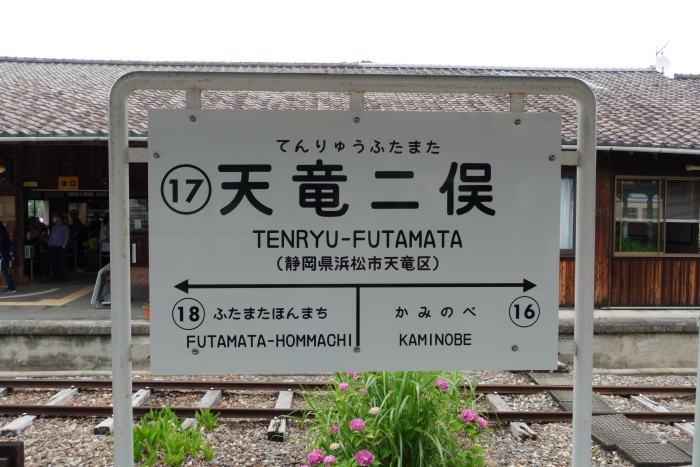 てんりゅうふたまた
17 天竜二俣
TENRYU-FUTAMATA
(静岡県浜松市天竜区)
18 ふたまたほんまち
FUTAMATA-HOMMACHI
かみのべ 16
KAMINOBE
出口